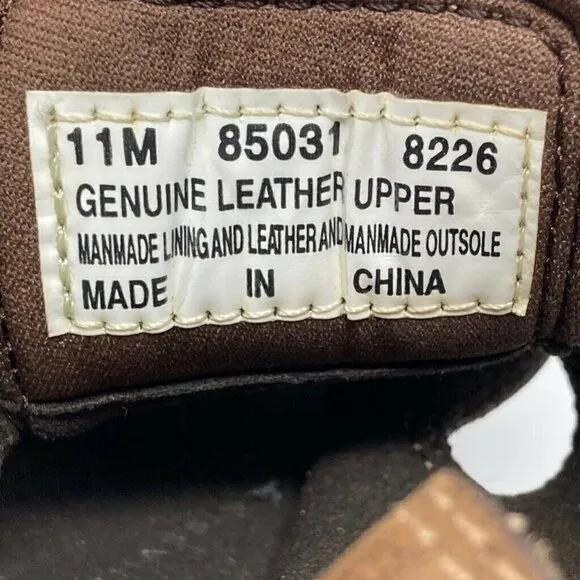 11M 85031 8226
GENUINE LEATHER UPPER
MANMADE LINING AND LEATHER AND MANMADE OUTSOLE
MADE IN CHINA